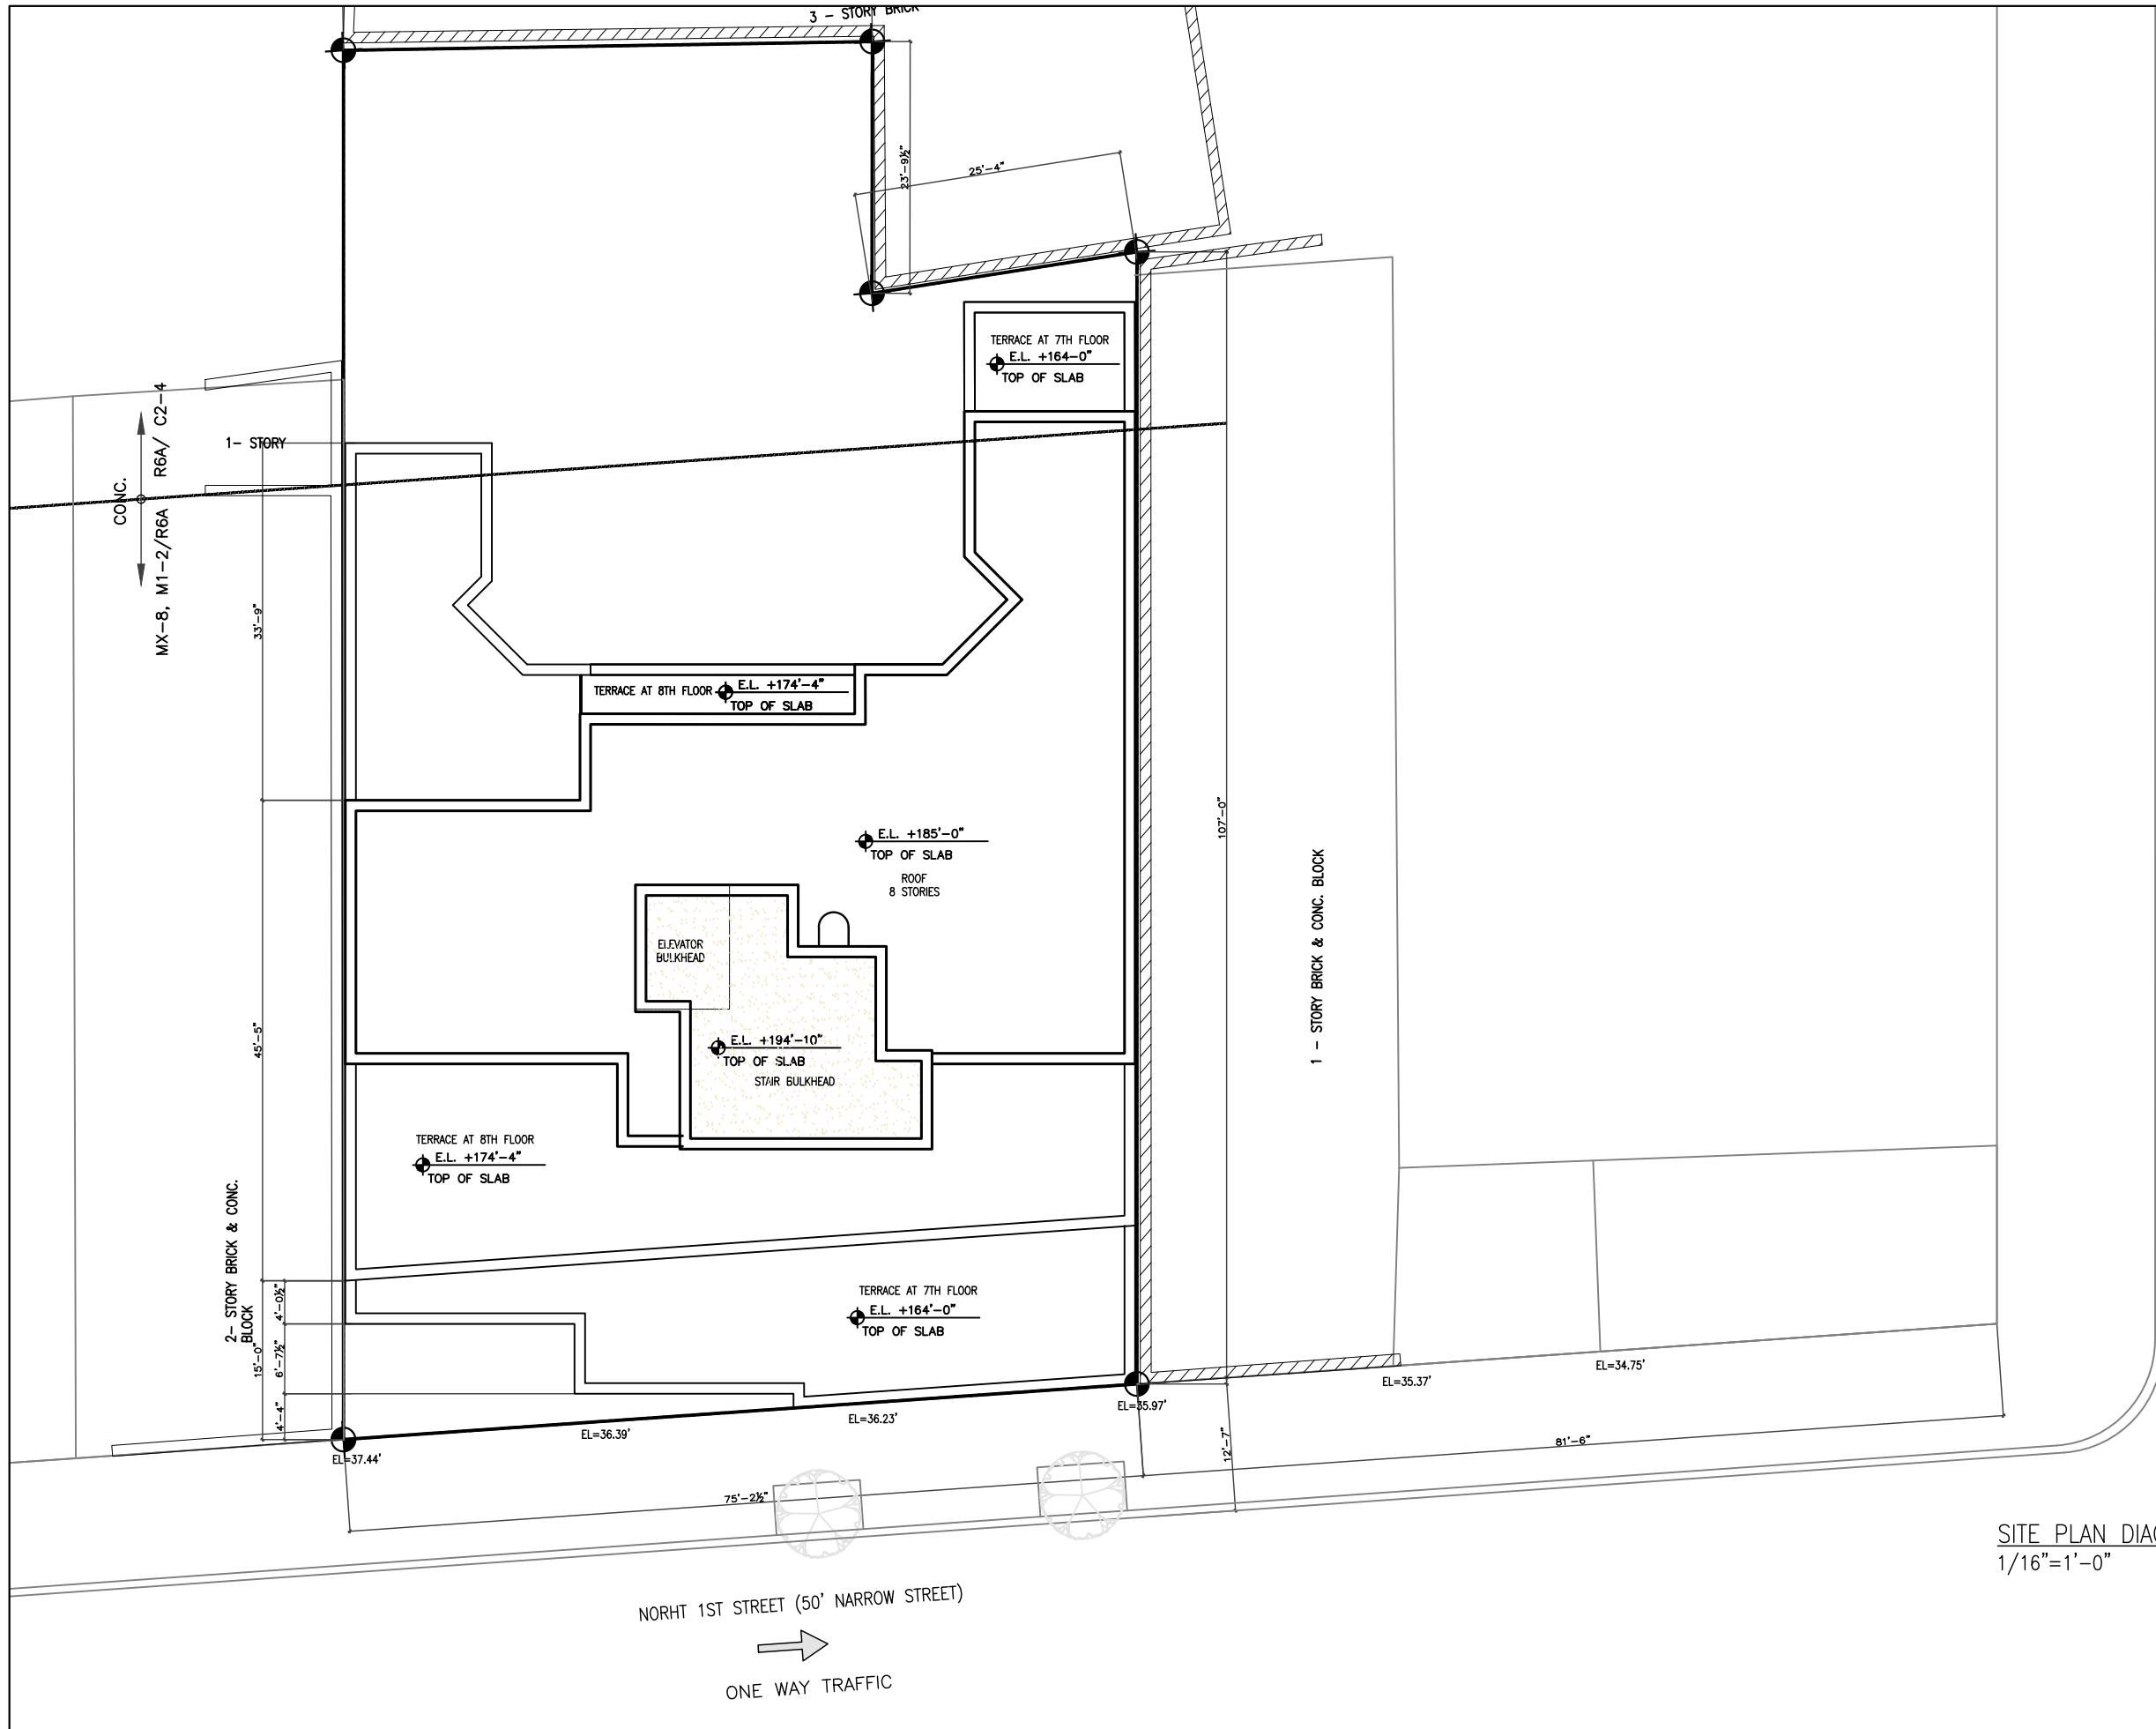 3 - STORY BRICK
23'-9½"
25'-4"
TERRACE AT 7TH FLOOR
E.L. +164-0"
TOP OF SLAB
1- STORY
CONC.
R6A/ C2-4
MX-8, M1-2/R6A
33'-9"
TERRACE AT 8TH FLOOR
E.L. +174'-4"
TOP OF SLAB
107'-0"
E.L. +185'-0"
TOP OF SLAB
ROOF
8 STORIES
1 - STORY BRICK & CONC. BLOCK
ELEVATOR
BULKHEAD
45'-5"
E.L. +194'-10"
TOP OF SLAB
STAIR BULKHEAD
TERRACE AT 8TH FLOOR
E.L. +174'-4"
TOP OF SLAB
2- STORY BRICK & CONC.
BLOCK
TERRACE AT 7TH FLOOR
E.L. +164'-0"
TOP OF SLAB
4'-0½"
15'-0"
6'-7½"
4'-4"
EL=34.75'
EL=35.37'
EL=35.97'
EL=36.23'
EL=36.39'
EL=37.44'
12'-7"
81'-6"
75'-2½"
SITE PLAN
1/16"=1'-0"
NORHT 1ST STREET (50' NARROW STREET)
ONE WAY TRAFFIC